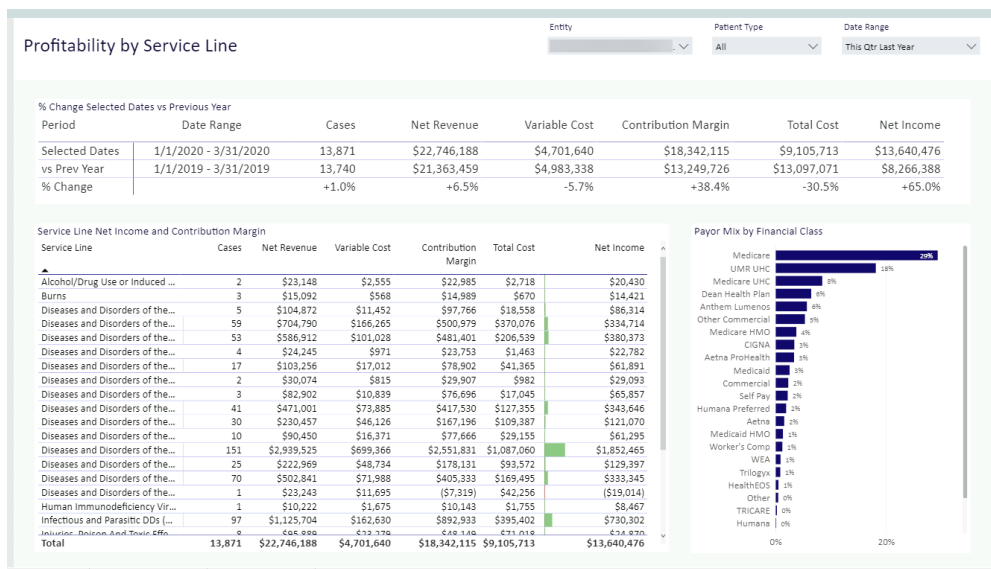 Entity Patient Type Date Range
Profitability by Service Line
All This Qtr Last Year
% Change Selected Dates vs Previous Year
Period Date Range Cases Net Revenue Variable Cost Contribution Margin Total Cost Net Income
Selected Dates 1/1/2020 - 3/31/2020 13,871 $22,746,188 $4,701,640 $18,342,115 $9,105,713 $13,640,476
vs Prev Year 1/1/2019 - 3/31/2019 13,740 $21,363,459 $4,983,338 $13,249,726 $13,097,071 $8,266,388
% Change +1.0% +6.5% -5.7% +38.4% -30.5% +65.0%
Service Line Net Income and Contribution Margin
Service Line Cases Net Revenue Variable Cost Contribution Margin Total Cost Net Income
Alcohol/Drug Use or Induced ... 2 $23,148 $2,555 $22,985 $2,718 $20,430
Burns 3 $15,092 $568 $14,989 $670 $14,421
Diseases and Disorders of the... 5 $104,872 $11,452 $97,766 $18,558 $86,314
Diseases and Disorders of the... 59 $704,790 $166,265 $500,979 $370,076 $334,714
Diseases and Disorders of the... 53 $586,912 $101,028 $481,401 $206,539 $380,373
Diseases and Disorders of the... 4 $24,245 $971 $23,753 $1,463 $22,782
Diseases and Disorders of the... 17 $103,256 $17,012 $78,902 $41,365 $61,891
Diseases and Disorders of the... 2 $30,074 $815 $29,907 $982 $29,093
Diseases and Disorders of the... 3 $82,902 $10,839 $76,696 $17,045 $65,857
Diseases and Disorders of the... 41 $471,001 $73,885 $417,530 $127,355 $343,646
Diseases and Disorders of the... 30 $230,457 $46,126 $167,196 $109,387 $121,070
Diseases and Disorders of the... 10 $90,450 $16,371 $77,666 $29,155 $61,295
Diseases and Disorders of the... 151 $2,939,525 $699,366 $2,551,831 $1,087,060 $1,852,465
Diseases and Disorders of the... 25 $222,969 $48,734 $178,131 $93,572 $129,397
Diseases and Disorders of the... 70 $502,841 $71,988 $405,333 $169,495 $333,345
Diseases and Disorders of the... 1 $23,243 $11,695 ($7,319) $42,256 ($19,014)
Human Immunodeficiency Vir... 1 $10,222 $1,675 $10,143 $1,755 $8,467
Infectious and Parasitic DDs (... 97 $1,125,704 $162,630 $892,933 $395,402 $730,302
Injuries, Poison And Toxic Effe... 8 $95,889 $23,279 $48,149 $71,018 $24,870
Total 13,871 $22,746,188 $4,701,640 $18,342,115 $9,105,713 $13,640,476
Payor Mix by Financial Class
Medicare 29%
UMR UHC 18%
Medicare UHC 8%
Dean Health Plan 6%
Anthem Lumenos 6%
Other Commercial 5%
Medicare HMO 4%
CIGNA 3%
Aetna ProHealth 3%
Medicaid 3%
Commercial 2%
Self Pay 2%
Humana Preferred 2%
Aetna 2%
Medicaid HMO 1%
Worker's Comp 1%
WEA 1%
Trilogyx 1%
HealthEOS 1%
Other 0%
TRICARE 0%
Humana 0%
0% 20%